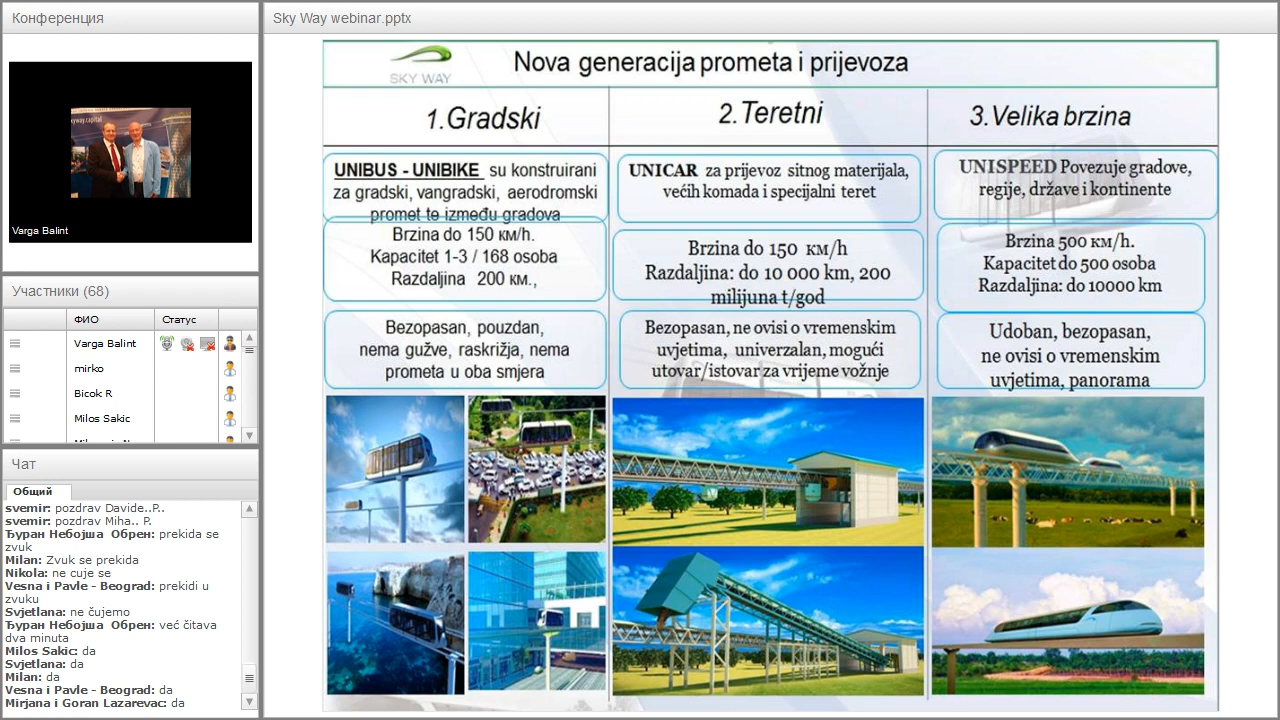 Конференция
kyway.capital
Varga Balint
Участники (68)
ФИО
Статус
Varga Balint
mirko
Bicok R
Milos Sakic
Чат
Общий
svemir: pozdrav Davide..P..
svemir: pozdrav Miha.. P.
Ђуран Небојша Обрен: prekida se
zvuk
Milan: Zvuk se prekida
Nikola: ne cuje se
Vesna i Pavle - Beograd: prekidi u
zvuku
Svjetlana: ne čujemo
Ђуран Небојша Обрен: već čitava
dva minuta
Milos Sakic: da
Svjetlana: da
Milan: da
Vesna i Pavle - Beograd: da
Mirjana i Goran Lazarevac: da
Sky Way webinar.pptx
SKY WAY
Nova generacija prometa i prijevoza
1.Gradski
2.Teretni
3.Velika brzina
UNIBUS - UNIBIKE su konstruirani
za gradski, vangradski, aerodromski
promet te između gradova
Brzina do 150 км/h.
Kapacitet 1-3 / 168 osoba
Razdaljina 200 км.,
Bezopasan, pouzdan,
nema gužve, raskrižja, nema
prometa u oba smjera
UNICAR za prijevoz sitnog materijala,
većih komada i specijalni teret
Brzina do 150 км/h
Razdaljina: do 10 000 km, 200
milijuna t/god
Bezopasan, ne ovisi o vremenskim
uvjetima, univerzalan, mogući
utovar/istovar za vrijeme vožnje
UNISPEED Povezuje gradove,
regije, države i kontinente
Brzina 500 км/h.
Kapacitet do 500 osoba
Razdaljina: do 10000 km
Udoban, bezopasan,
ne ovisi o vremenskim
uvjetima, panorama